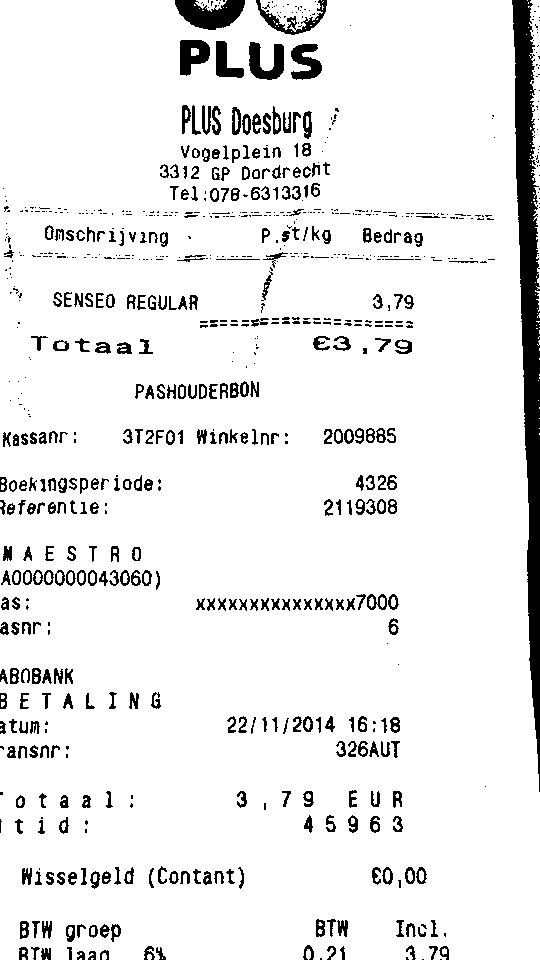 PLUS
PLUS Doesburg
Vogelplein 18
3312 GP Dordrecht
Tel:078-6313316
Omschrijving P.st/kg Bedrag
SENSEO REGULAR 3,79
Totaal €3,79
PASHOUDERBON
Kassanr: 3T2F01 Winkelnr: 2009885
Boekingsperiode: 4326
Referentie: 2119308
MAESTRO
A0000000043060)
as: xxxxxxxxxxxxxxx7000
asnr: 6
ABOBANK
BETALING
atum: 22/11/2014 16:18
ransnr: 326AUT
Totaal: 3,79 EUR
tid: 45963
Wisselgeld (Contant) €0,00
BTW groep BTW Incl.
BTW laag 6% 0,21 3,79